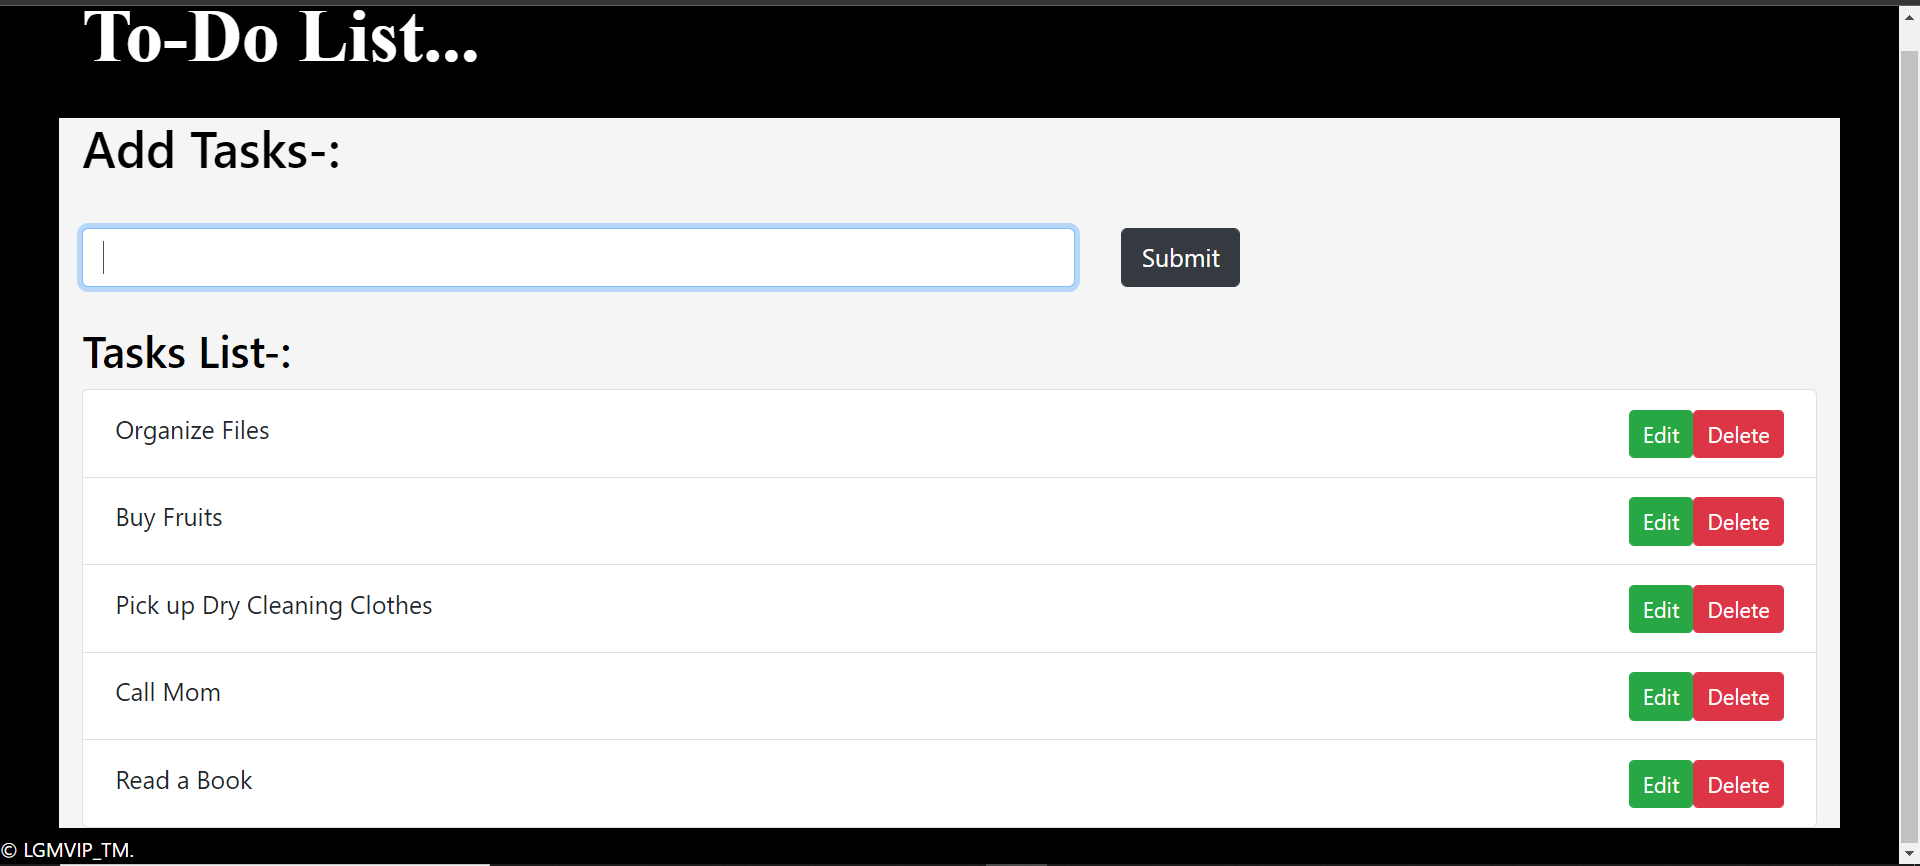 To-Do List...
Add Tasks-:
Submit
Tasks List-:
Organize Files Edit Delete
Buy Fruits Edit Delete
Pick up Dry Cleaning Clothes Edit Delete
Call Mom Edit Delete
Read a Book Edit Delete
© LGMVIP_TM.